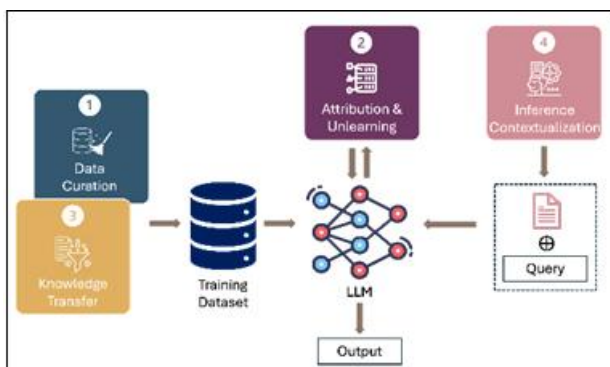 1
Data
Curation
3
Knowledge
Transfer
Training
Dataset
2
Attribution &
Unlearning
LLM
Output
4
Inference
Contextualization
Query